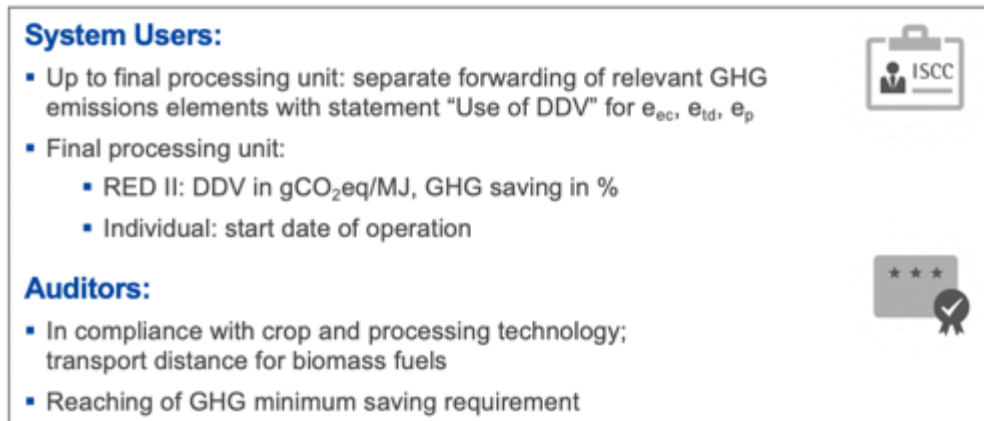 System Users:
▪ Up to final processing unit: separate forwarding of relevant GHG
emissions elements with statement “Use of DDV” for eec, etd, ep
▪ Final processing unit:
▪ RED II: DDV in gCO2eq/MJ, GHG saving in %
▪ Individual: start date of operation
ISCC
Auditors:
▪ In compliance with crop and processing technology;
transport distance for biomass fuels
▪ Reaching of GHG minimum saving requirement